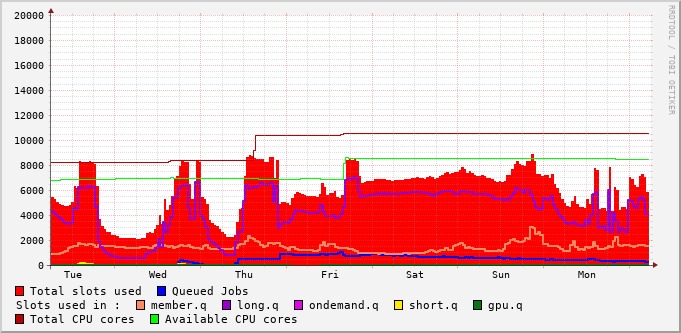 RRDTOOL / TOBI OETIKER
20000
18000
16000
14000
12000
10000
8000
6000
4000
2000
0
Tue Wed Thu Fri Sat Sun Mon
Total slots used Queued Jobs
Slots used in : member.q long.q ondemand.q short.q gpu.q
Total CPU cores Available CPU cores